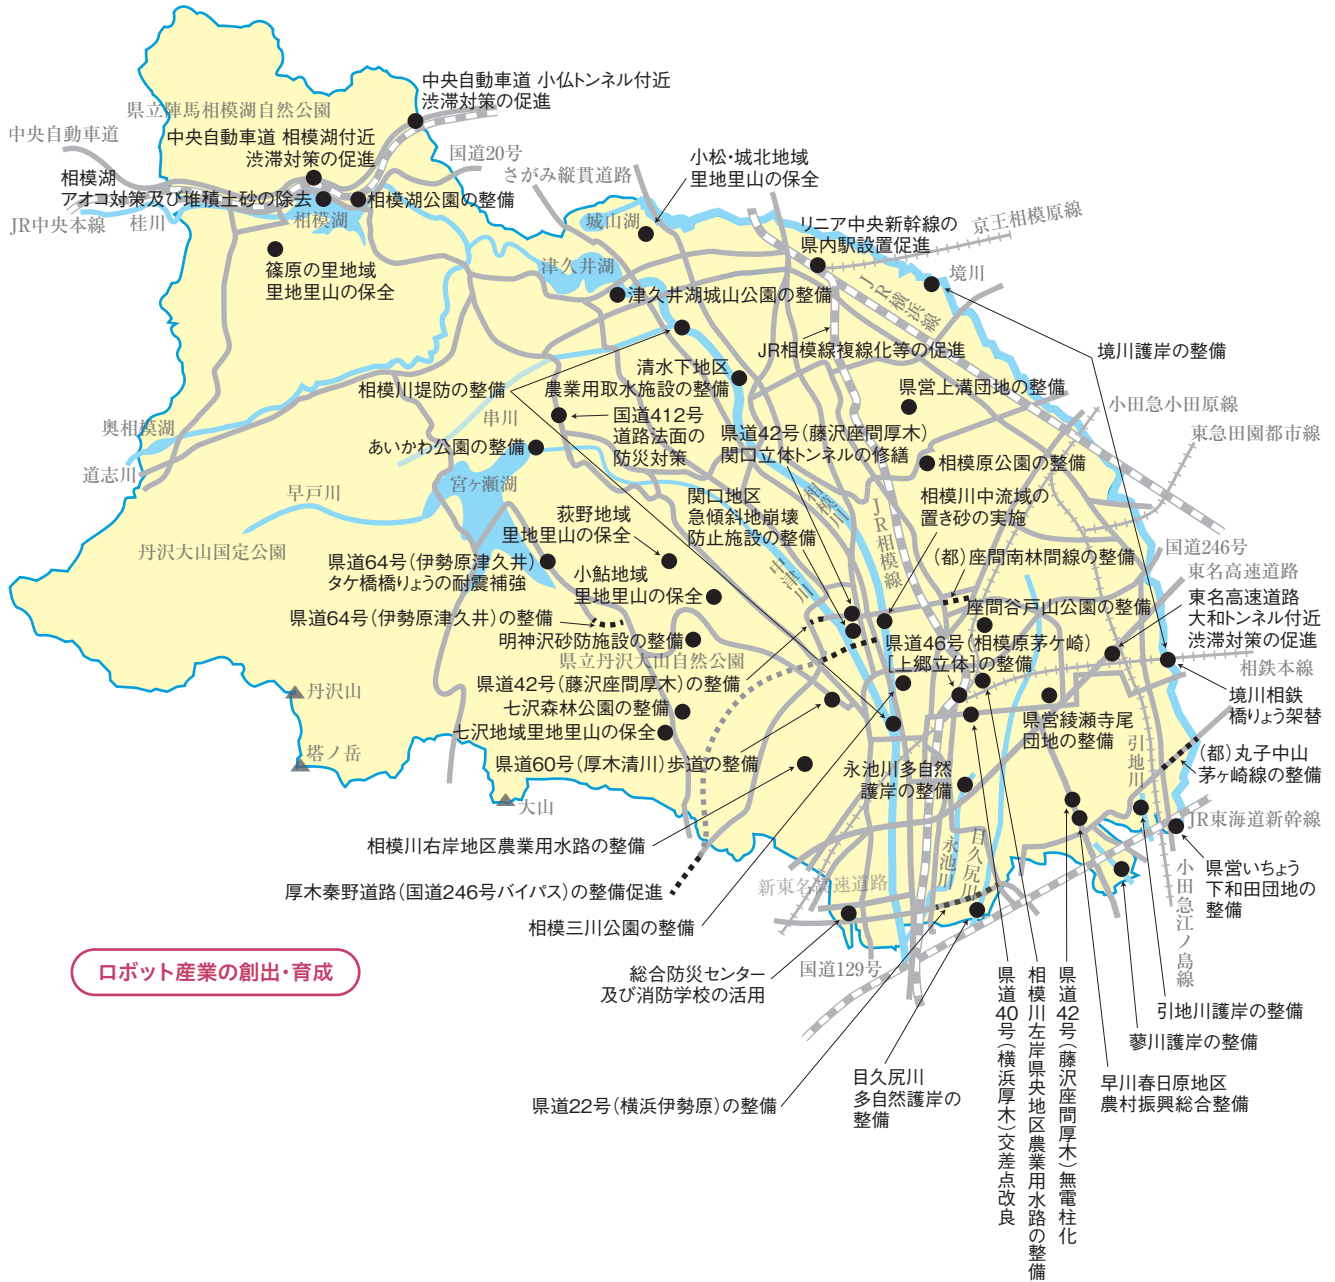 中央自動車道 小仏トンネル付近
渋滞対策の促進
県立陣馬相模湖自然公園
中央自動車道
中央自動車道 相模湖付近
渋滞対策の促進
国道20号
さがみ縦貫道路
小松・城北地域
里地里山の保全
相模湖
アオコ対策及び堆積土砂の除去
相模湖公園の整備
JR中央本線
桂川
相模湖
城山湖
リニア中央新幹線の
県内駅設置促進
京王相模原線
篠原の里地域
里地里山の保全
津久井湖
境川
津久井湖城山公園の整備
JR横浜線
JR相模線複線化等の促進
境川護岸の整備
清水下地区
農業用取水施設の整備
相模川堤防の整備
県営上溝団地の整備
小田急小田原線
国道412号
道路法面の
防災対策
串川
奥相模湖
県道42号(藤沢座間厚木)
関口立体トンネルの修繕
東急田園都市線
あいかわ公園の整備
相模原公園の整備
道志川
宮ヶ瀬湖
早戸川
関口地区
急傾斜地崩壊
防止施設の整備
相模川
JR相模線
相模川中流域の
置き砂の実施
荻野地域
里地里山の保全
丹沢大山国定公園
国道246号
県道64号(伊勢原津久井)
タケ橋橋りょうの耐震補強
中津川
(都)座間南林間線の整備
東名高速道路
小鮎地域
里地里山の保全
座間谷戸山公園の整備
東名高速道路
大和トンネル付近
渋滞対策の促進
県道64号(伊勢原津久井)の整備
明神沢砂防施設の整備
県道46号(相模原茅ケ崎)
[上郷立体]の整備
県立丹沢大山自然公園
相鉄本線
県道42号(藤沢座間厚木)の整備
丹沢山
境川相鉄
橋りょう架替
七沢森林公園の整備
七沢地域里地里山の保全
県営綾瀬寺尾
団地の整備
引地川
塔ノ岳
県道60号(厚木清川)歩道の整備
永池川多自然
護岸の整備
(都)丸子中山
茅ヶ崎線の整備
大山
JR東海道新幹線
相模川右岸地区農業用水路の整備
永池川
目久尻川
厚木秦野道路(国道246号バイパス)の整備促進
新東名高速道路
県営いちょう
下和田団地の
整備
小田急江ノ島線
相模三川公園の整備
ロボット産業の創出・育成
総合防災センター
及び消防学校の活用
国道129号
県道40号(横浜厚木)交差点改良
相模川左岸県央地区農業用水路の整備
県道42号(藤沢座間厚木)無電柱化
引地川護岸の整備
蓼川護岸の整備
目久尻川
多自然護岸の
整備
早川春日原地区
農村振興総合整備
県道22号(横浜伊勢原)の整備